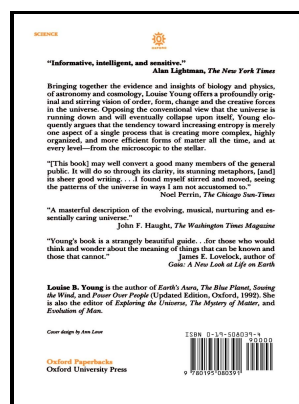 SCIENCE
OXFORD
“Informative, intelligent, and sensitive.”
Alan Lightman, The New York Times
Bringing together the evidence and insights of biology and physics,
of astronomy and cosmology, Louise Young offers a profoundly orig-
inal and stirring vision of order, form, change and the creative forces
in the universe. Opposing the conventional view that the universe is
running down and will eventually collapse upon itself, Young elo-
quently argues that the tendency toward increasing entropy is merely
one aspect of a single process that is creating more complex, highly
organized, and more efficient forms of matter all the time, and at
every level—from the microscopic to the stellar.
“[This book] may well convert a good many members of the general
public. It will do so through its clarity, its stunning metaphors, [and]
its sheer good writing. . . . I found myself stirred and moved, seeing
the patterns of the universe in ways I am not accustomed to.”
Noel Perrin, The Chicago Sun-Times
“A masterful description of the evolving, musical, nurturing and es-
sentially caring universe.”
John F. Haught, The Washington Times Magazine
“Young's book is a strangely beautiful guide. . .for those who would
think and wonder about the meaning of things that can be known and
those that cannot.” James E. Lovelock, author of
Gaia: A New Look at Life on Earth
Louise B. Young is the author of Earth's Aura, The Blue Planet, Sowing
the Wind, and Power Over People (Updated Edition, Oxford, 1992). She
is also the editor of Exploring the Universe, The Mystery of Matter, and
Evolution of Man.
Cover design by Ann Lowe
ISBN 0-19-508039-4
90000
9 780195 080391
Oxford Paperbacks
Oxford University Press